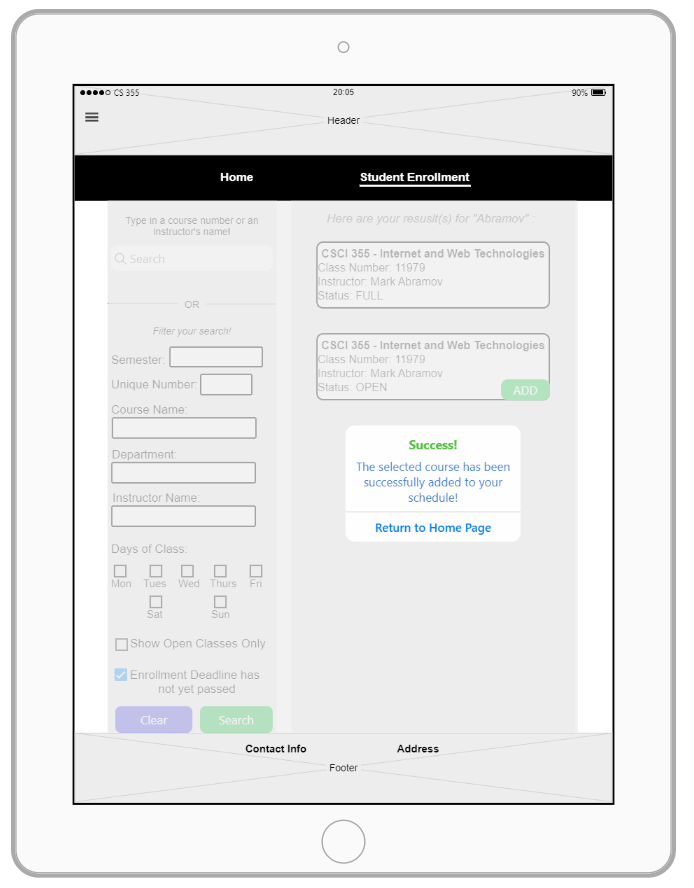 CS 355
20:05
90%
Header
Home
Student Enrollment
Type in a course number or an
instructor's name!
Search
OR
Filter your search!
Semester:
Unique Number:
Course Name:
Department:
Instructor Name:
Days of Class:
Mon Tues Wed Thurs Fri
Sat Sun
Show Open Classes Only
Enrollment Deadline has
not yet passed
Clear
Search
Here are your resuslt(s) for "Abramov" :
CSCI 355 - Internet and Web Technologies
Class Number: 11979
Instructor: Mark Abramov
Status: FULL
CSCI 355 - Internet and Web Technologies
Class Number: 11979
Instructor: Mark Abramov
Status: OPEN
ADD
Success!
The selected course has been
successfully added to your
schedule!
Return to Home Page
Contact Info
Address
Footer